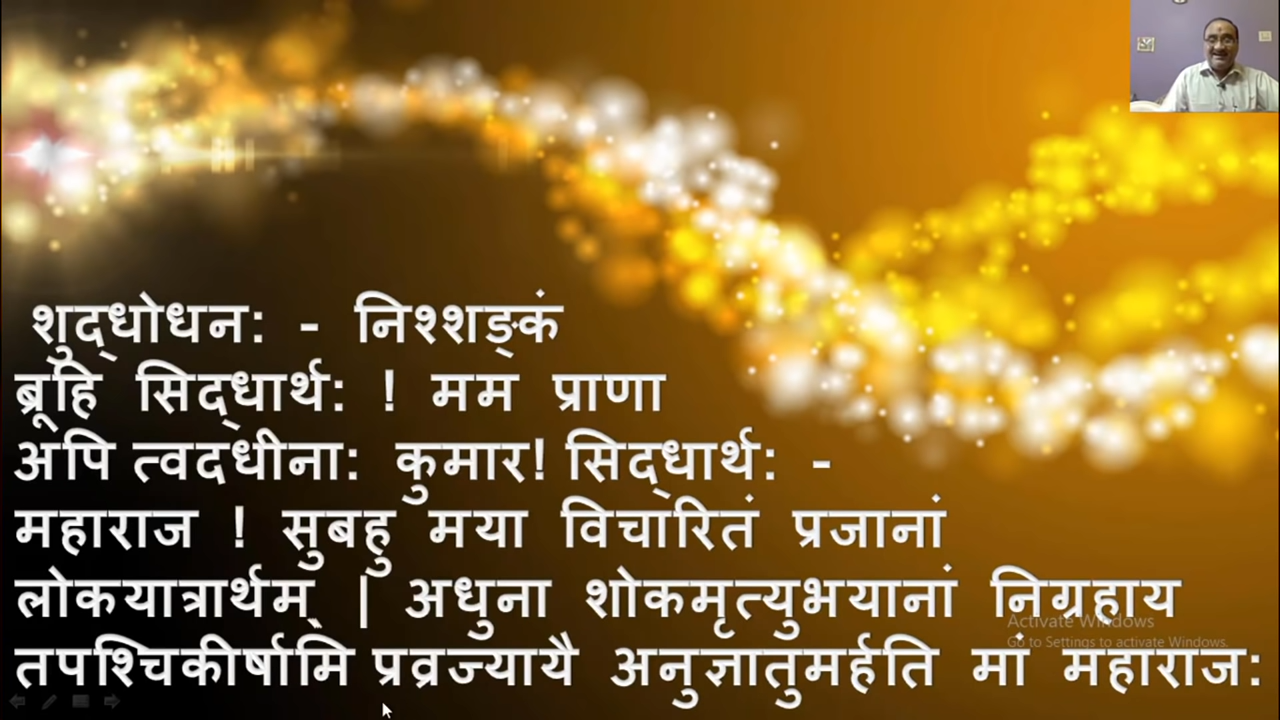 शुद्धोधन: - निश्शङ्कं
ब्रूहि सिद्धार्थ: ! मम प्राणा
अपि त्वदधीना: कुमार! सिद्धार्थ: -
महाराज ! सुबहु मया विचारितं प्रजानां
लोकयात्रार्थम् | अधुना शोकमृत्युभयानां निग्रहाय
तपश्चिकीर्षामि प्रव्रज्यायै अनुज्ञातुमर्हति मां महाराज:
Activate Windows
Go to Settings to activate Windows.